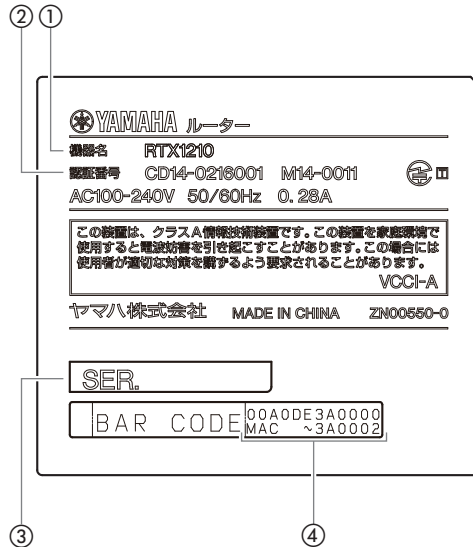 ② ①
YAMAHA ルーター
機器名 RTX1210
認証番号 CD14-0216001 M14-0011
AC100-240V 50/60Hz 0.28A
この装置は、クラスA情報技術装置です。この装置を家庭環境で
使用すると電波妨害を引き起こすことがあります。この場合には
使用者が適切な対策を講ずるよう要求されることがあります。
VCCI-A
ヤマハ株式会社 MADE IN CHINA ZN00550-0
SER.
BAR CODE
00A0DE3A0000
MAC ~3A0002
③ ④